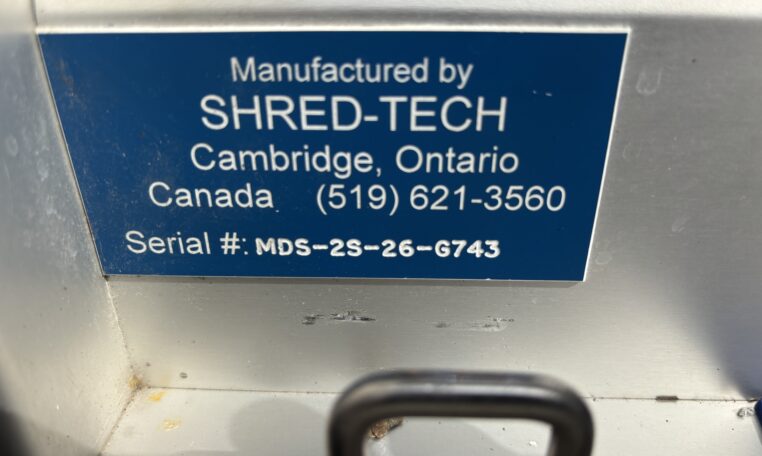 Manufactured by
SHRED-TECH
Cambridge, Ontario
Canada (519) 621-3560
Serial #: MDS-2S-26-G743